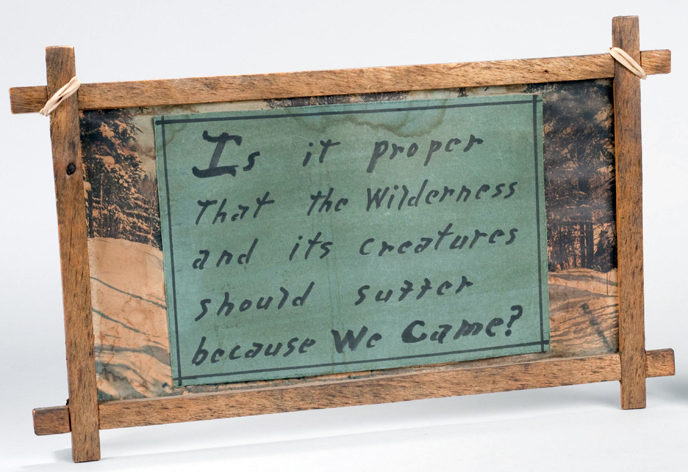 Is it proper
That the Wilderness
and its creatures
should suffer
because We Came?